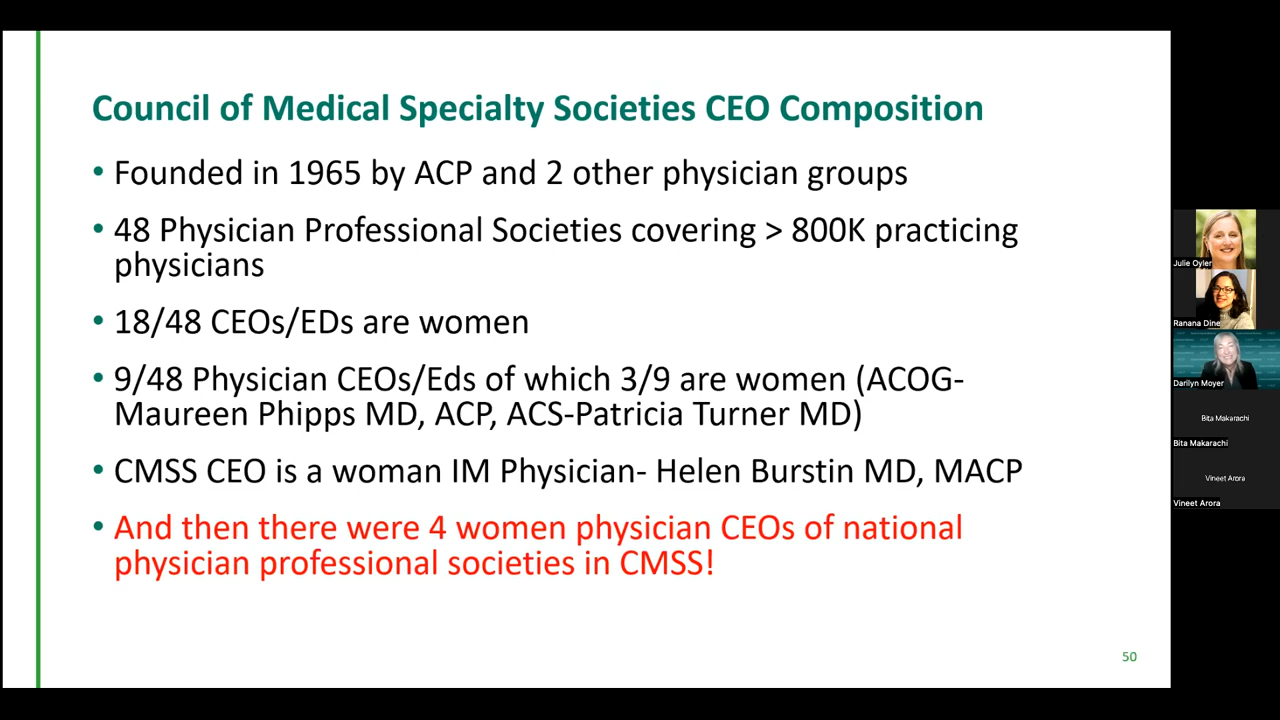 Council of Medical Specialty Societies CEO Composition
• Founded in 1965 by ACP and 2 other physician groups
• 48 Physician Professional Societies covering > 800K practicing
physicians
• 18/48 CEOs/EDs are women
• 9/48 Physician CEOs/Eds of which 3/9 are women (ACOG-
Maureen Phipps MD, ACP, ACS-Patricia Turner MD)
• CMSS CEO is a woman IM Physician- Helen Burstin MD, MACP
• And then there were 4 women physician CEOs of national
physician professional societies in CMSS!
50
Julie Oyler
Ranana Dine
Darilyn Moyer
Bita Makarachi
Bita Makarachi
Vineet Arora
Vineet Arora